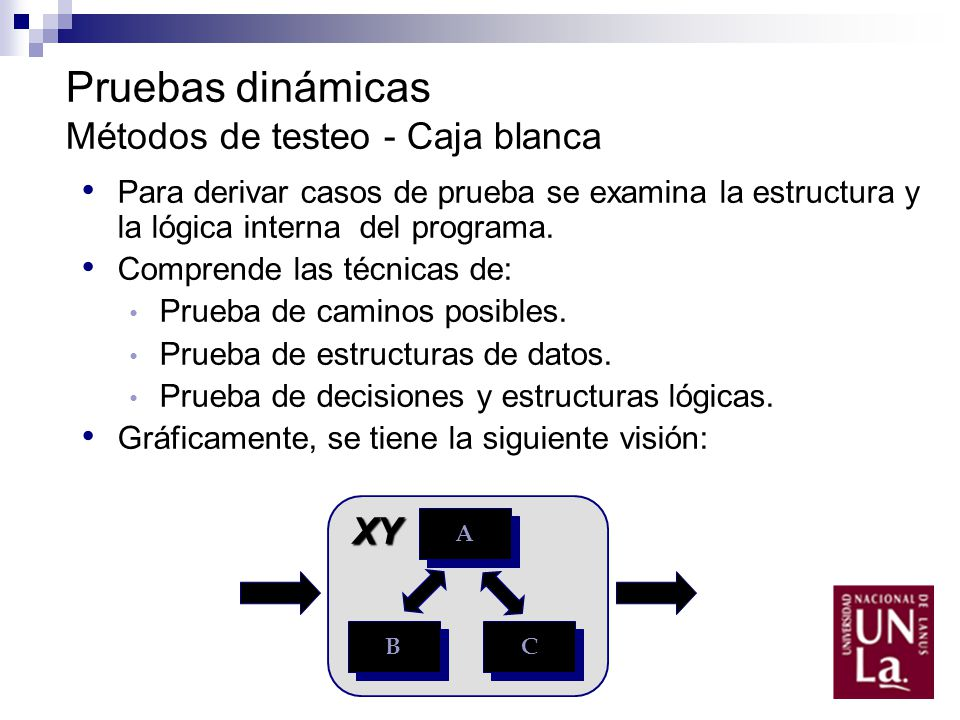 Pruebas dinámicas
Métodos de testeo - Caja blanca
• Para derivar casos de prueba se examina la estructura y
la lógica interna del programa.
• Comprende las técnicas de:
• Prueba de caminos posibles.
• Prueba de estructuras de datos.
• Prueba de decisiones y estructuras lógicas.
• Gráficamente, se tiene la siguiente visión:
XY
A
B
C
UNIVERSIDAD NACIONAL DE LANUS
UN
La.